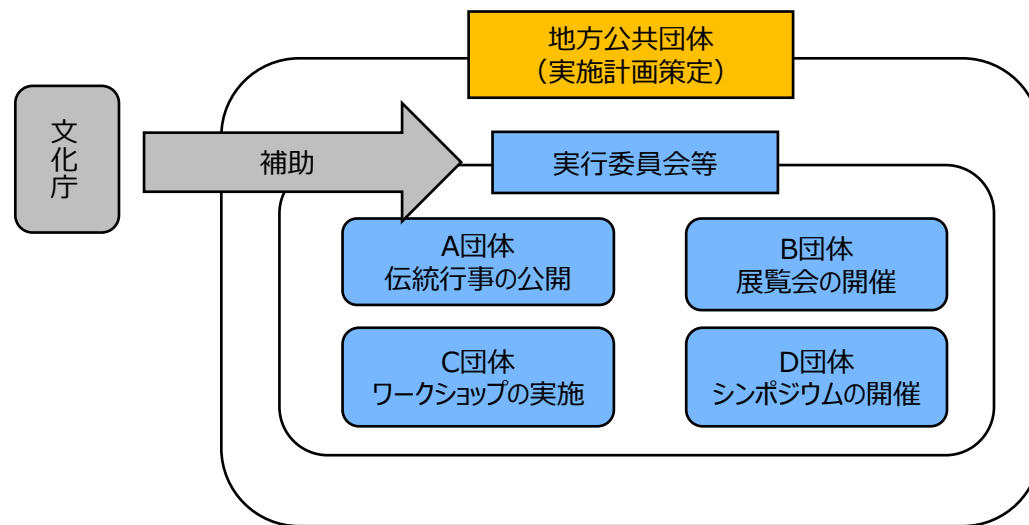 地方公共団体
（実施計画策定）
文化庁
補助
実行委員会等
A団体
伝統行事の公開
B団体
展覧会の開催
C団体
ワークショップの実施
D団体
シンポジウムの開催